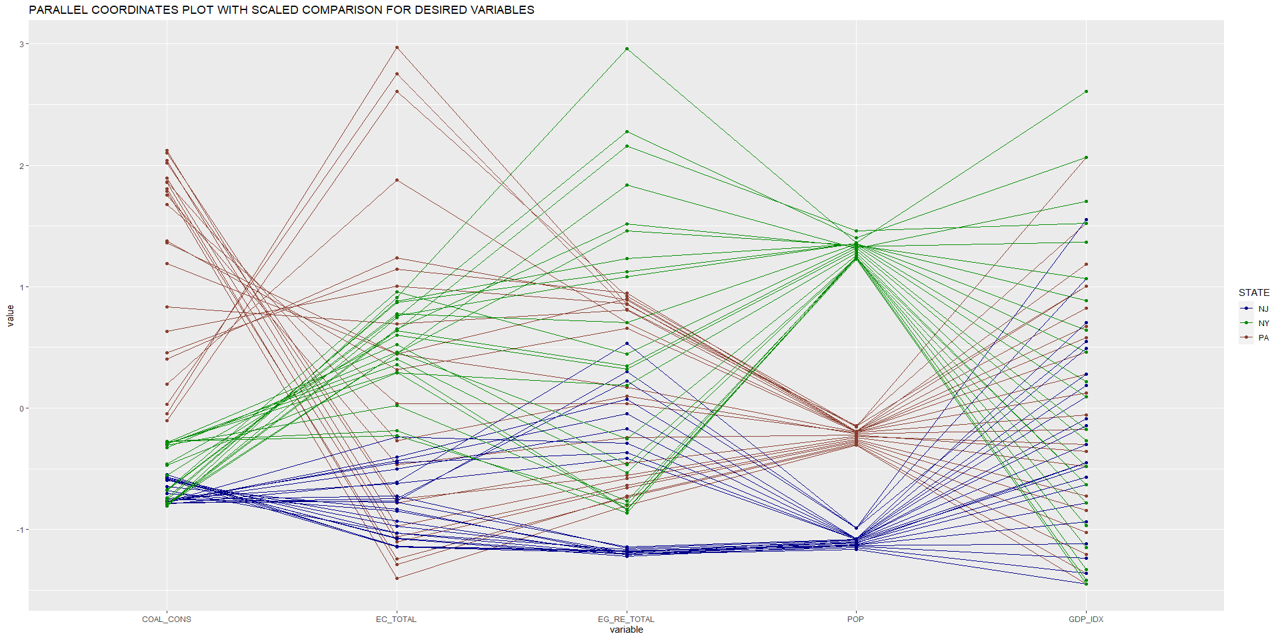 PARALLEL COORDINATES PLOT WITH SCALED COMPARISON FOR DESIRED VARIABLES
3
2
1
0
-1
value
COAL_CONS
EC_TOTAL
EG_RE_TOTAL
POP
GDP_IDX
variable
STATE
NJ
NY
PA